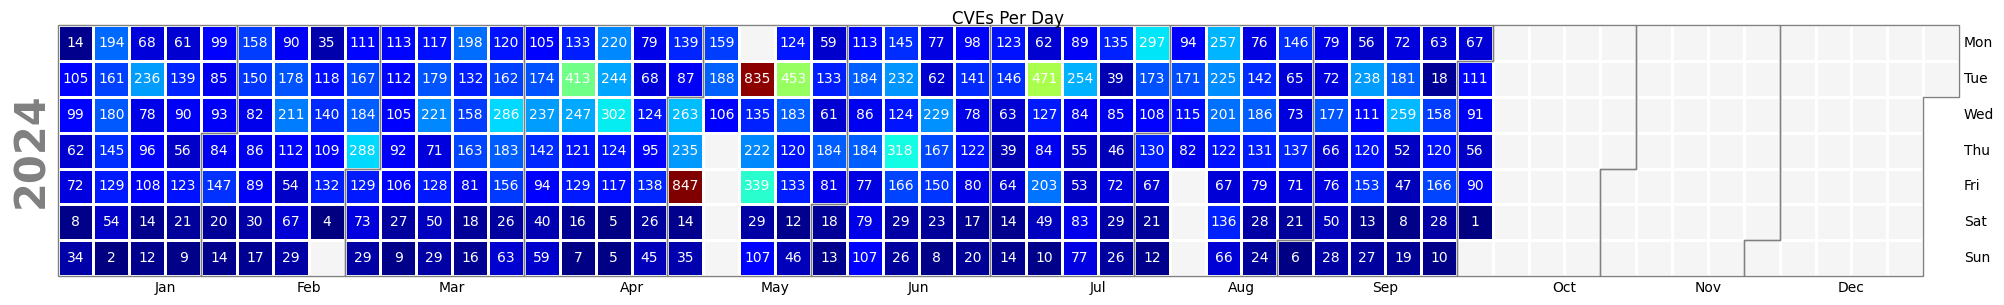 CVEs Per Day
14 194 68 61 99 158 90 35 111 113 117 198 120 105 133 220 79 139 159 124 59 113 145 77 98 123 62 89 135 297 94 257 76 146 79 56 72 63 67 Mon
105 161 236 139 85 150 178 118 167 112 179 132 162 174 413 244 68 87 188 835 453 133 184 232 62 141 146 471 254 39 173 171 225 142 65 72 238 181 18 111 Tue
99 180 78 90 93 82 211 140 184 105 221 158 286 237 247 302 124 263 106 135 183 61 86 124 229 78 63 127 84 85 108 115 201 186 73 177 111 259 158 91 Wed
62 145 96 56 84 86 112 109 288 92 71 163 183 142 121 124 95 235 222 120 184 184 318 167 122 39 84 55 46 130 82 122 131 137 66 120 52 120 56 Thu
72 129 108 123 147 89 54 132 129 106 128 81 156 94 129 117 138 847 339 133 81 77 166 150 80 64 203 53 72 67 67 79 71 76 153 47 166 90 Fri
8 54 14 21 20 30 67 4 73 27 50 18 26 40 16 5 26 14 29 12 18 79 29 23 17 14 49 83 29 21 136 28 21 50 13 8 28 1 Sat
34 2 12 9 14 17 29 29 9 29 16 63 59 7 5 45 35 107 46 13 107 26 8 20 14 10 77 26 12 66 24 6 28 27 19 10 Sun
Jan Feb Mar Apr May Jun Jul Aug Sep Oct Nov Dec
2024